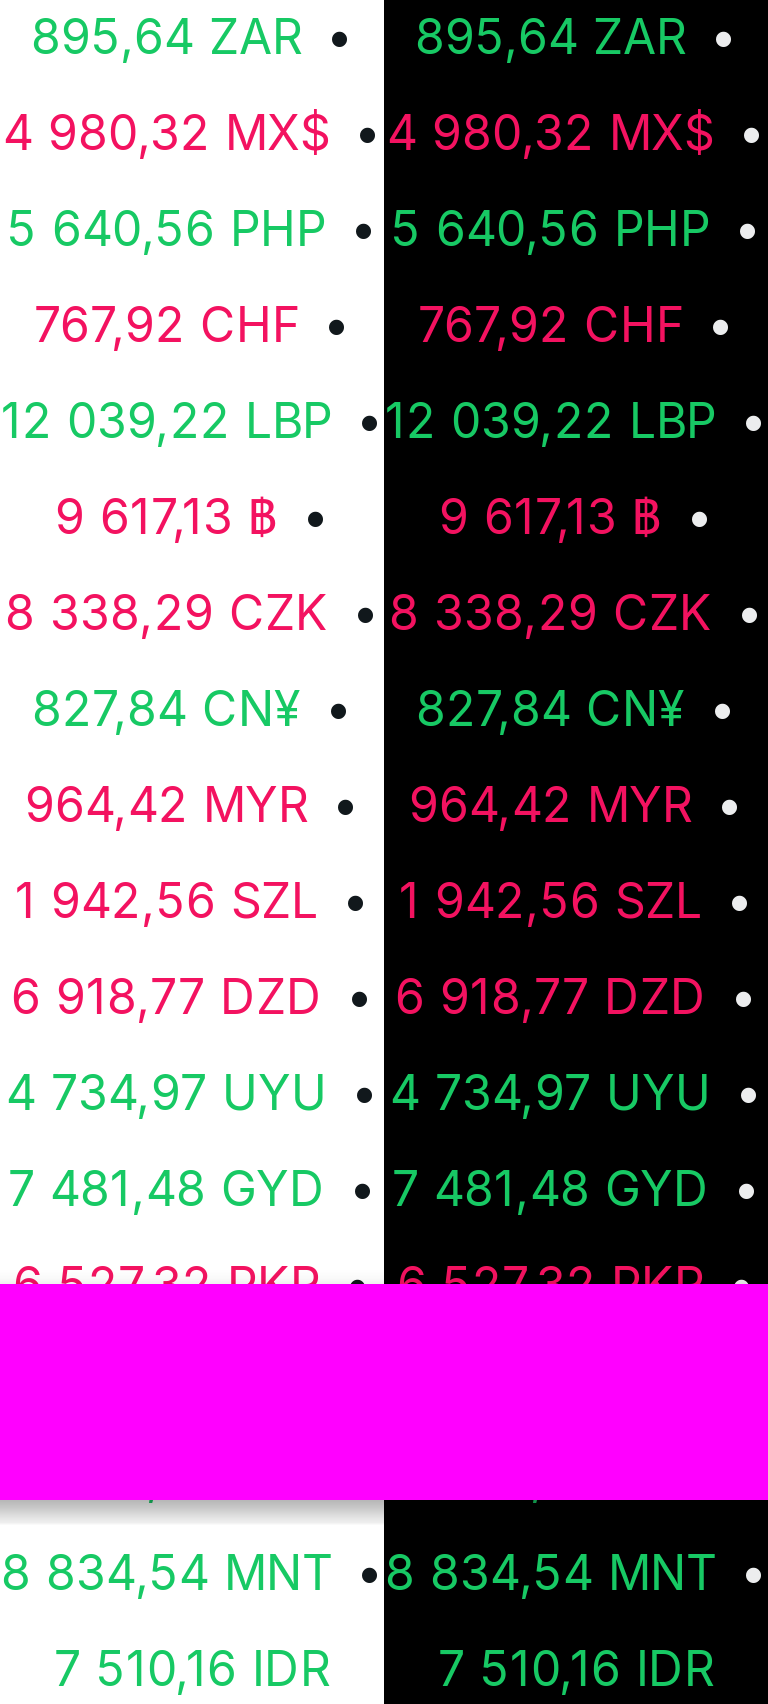 895,64 ZAR • 895,64 ZAR •
4 980,32 MX$ • 4 980,32 MX$ •
5 640,56 PHP • 5 640,56 PHP •
767,92 CHF • 767,92 CHF •
12 039,22 LBP • 12 039,22 LBP •
9 617,13 ฿ • 9 617,13 ฿ •
8 338,29 CZK • 8 338,29 CZK •
827,84 CN¥ • 827,84 CN¥ •
964,42 MYR • 964,42 MYR •
1 942,56 SZL • 1 942,56 SZL •
6 918,77 DZD • 6 918,77 DZD •
4 734,97 UYU • 4 734,97 UYU •
7 481,48 GYD • 7 481,48 GYD •
8 834,54 MNT • 8 834,54 MNT •
7 510,16 IDR 7 510,16 IDR